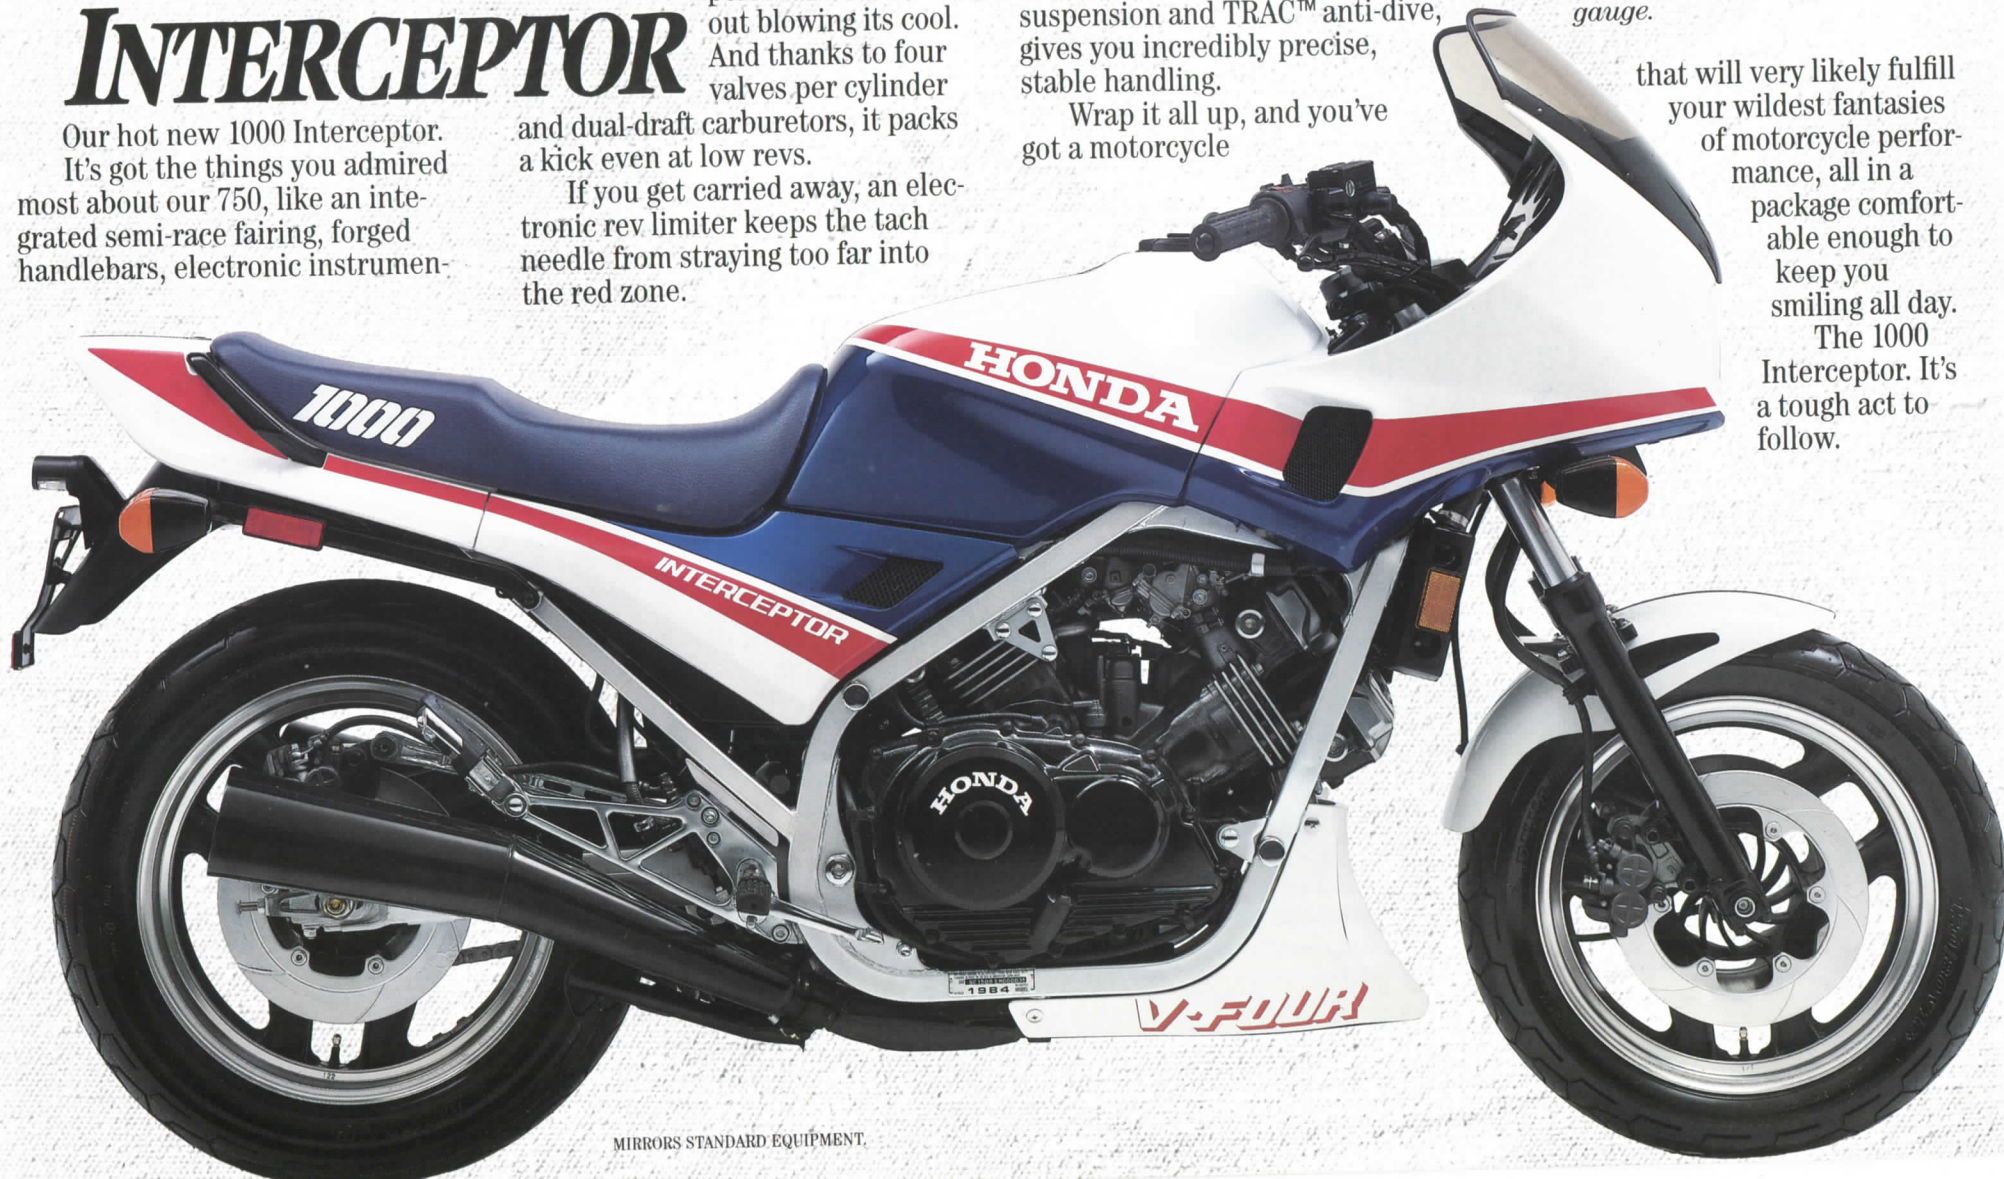 INTERCEPTOR
Our hot new 1000 Interceptor.
It's got the things you admired
most about our 750, like an inte-
grated semi-race fairing, forged
handlebars, electronic instrumen-
out blowing its cool.
And thanks to four
valves per cylinder
and dual-draft carburetors, it packs
a kick even at low revs.
If you get carried away, an elec-
tronic rev limiter keeps the tach
needle from straying too far into
the red zone.
suspension and TRAC™ anti-dive,
gives you incredibly precise,
stable handling.
Wrap it all up, and you've
got a motorcycle
gauge.
that will very likely fulfill
your wildest fantasies
of motorcycle perfor-
mance, all in a
package comfort-
able enough to
keep you
smiling all day.
The 1000
Interceptor. It's
a tough act to
follow.
1000
HONDA
INTERCEPTOR
HONDA
1984
V-FOUR
MIRRORS STANDARD EQUIPMENT.